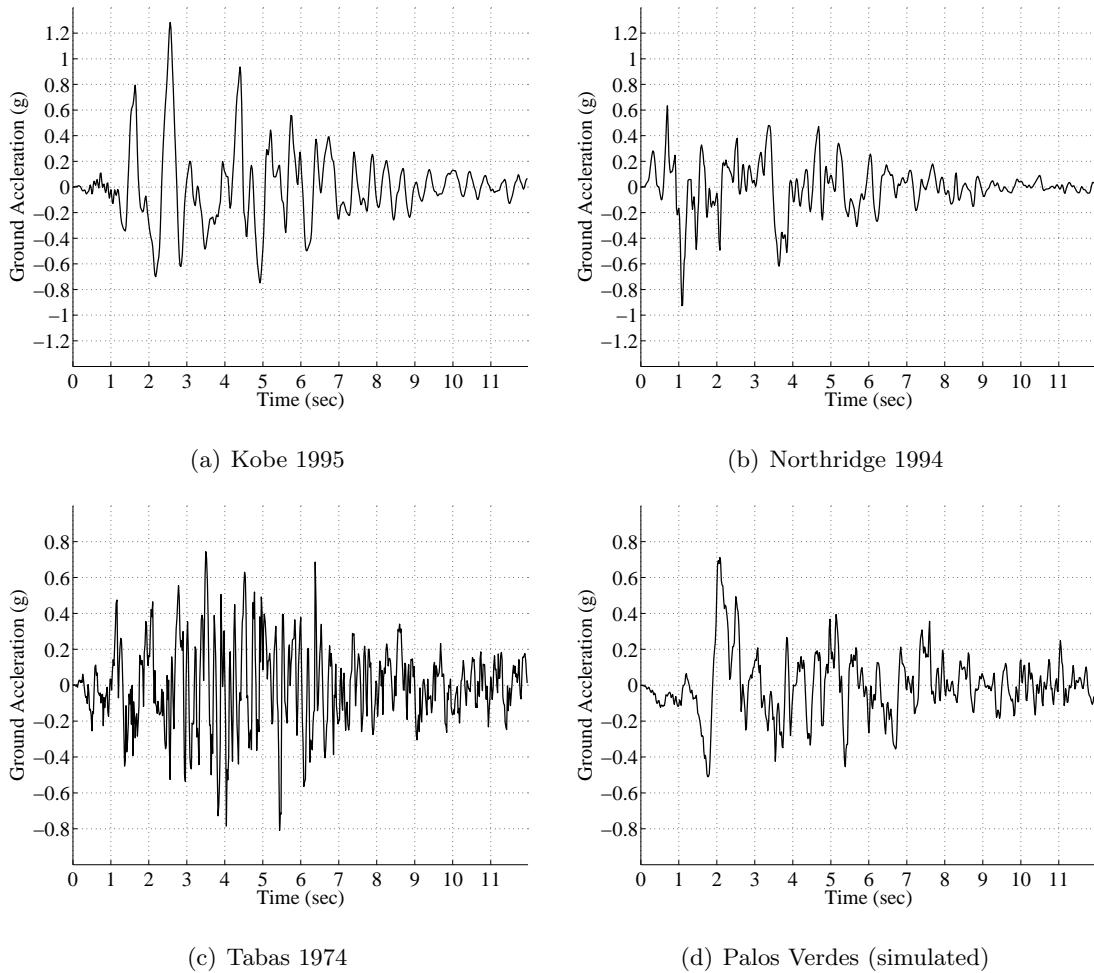 1.2
1
0.8
0.6
0.4
0.2
0
−0.2
−0.4
−0.6
−0.8
−1
−1.2
Ground Accleration (g)
0 1 2 3 4 5 6 7 8 9 10 11
Time (sec)
(a) Kobe 1995
1.2
1
0.8
0.6
0.4
0.2
0
−0.2
−0.4
−0.6
−0.8
−1
−1.2
Ground Accleration (g)
0 1 2 3 4 5 6 7 8 9 10 11
Time (sec)
(b) Northridge 1994
0.8
0.6
0.4
0.2
0
−0.2
−0.4
−0.6
−0.8
Ground Accleration (g)
0 1 2 3 4 5 6 7 8 9 10 11
Time (sec)
(c) Tabas 1974
0.8
0.6
0.4
0.2
0
−0.2
−0.4
−0.6
−0.8
Ground Accleration (g)
0 1 2 3 4 5 6 7 8 9 10 11
Time (sec)
(d) Palos Verdes (simulated)